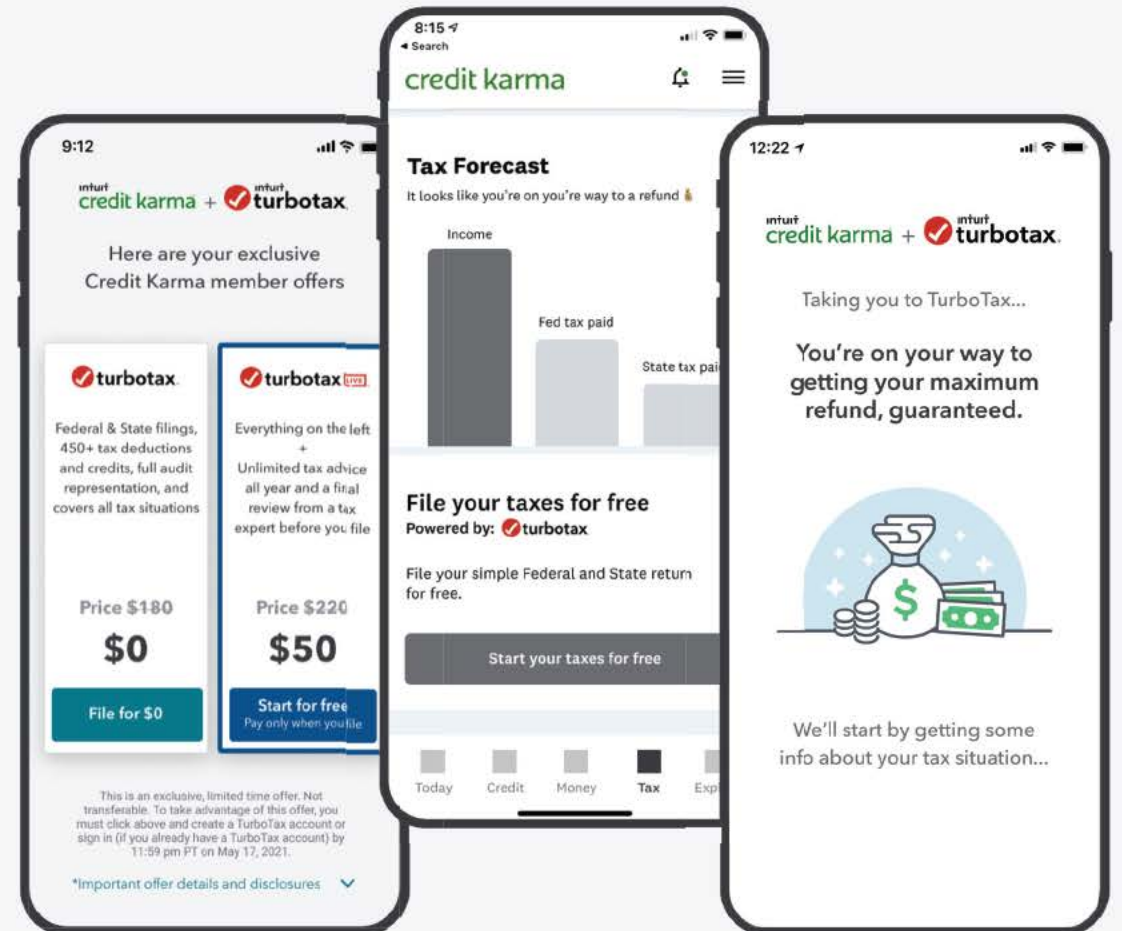 9:12
intuit intuit
credit karma + turbotax.
Here are your exclusive
Credit Karma member offers
turbotax.
Federal & State filings,
450+ tax deductions
and credits, full audit
representation, and
covers all tax situations
Price $180
$0
File for $0
turbotax LIVE
Everything on the left
+
Unlimited tax advice
all year and a final
review from a tax
expert before you file
Price $220
$50
Start for free
Pay only when you file
This is an exclusive, limited time offer. Not
transferable. To take advantage of this offer, you
must click above and create a TurboTax account or
sign in (if you already have a TurboTax account) by
11:59 pm PT on May 17, 2021.
*Important offer details and disclosures
8:15
Search
credit karma
Tax Forecast
It looks like you're on you're way to a refund
Income
Fed tax paid
State tax pai
File your taxes for free
Powered by: turbotax
File your simple Federal and State return
for free.
Start your taxes for free
Today Credit Money Tax Expl
12:22
intuit intuit
credit karma + turbotax.
Taking you to TurboTax...
You're on your way to
getting your maximum
refund, guaranteed.
$
We'll start by getting some
info about your tax situation...